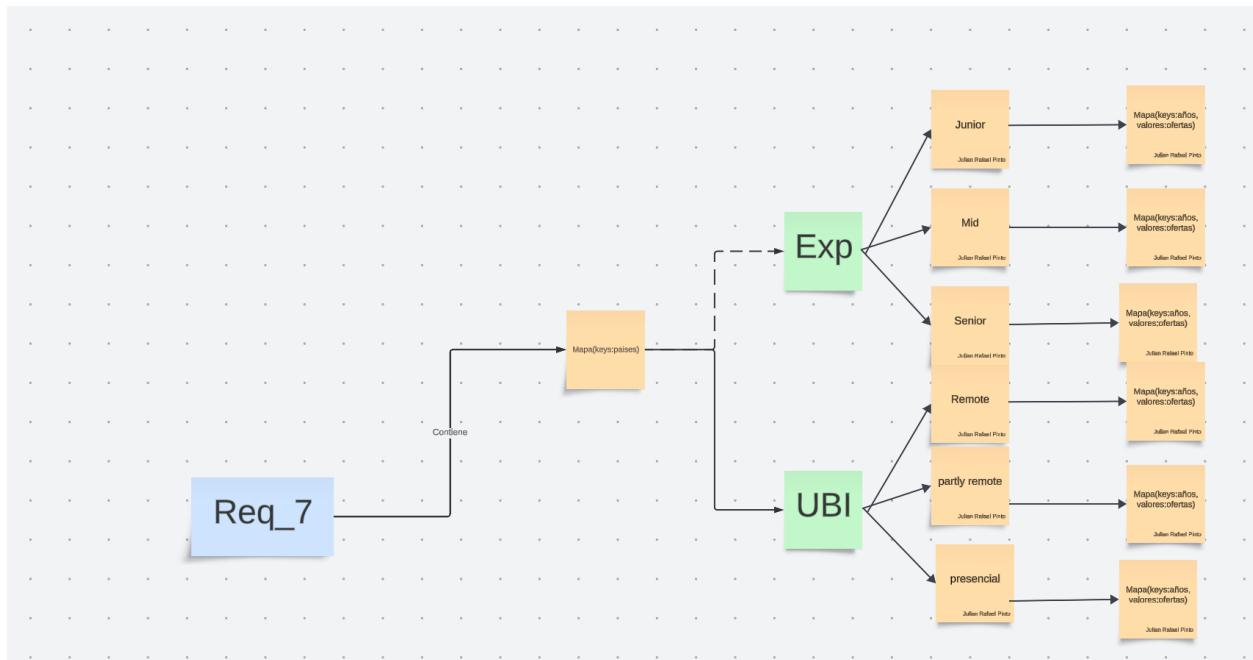 Junior
Julian Rafael Pinto
Mapa(keys:años,
valores:ofertas)
Julian Rafael Pinto
Mid
Julian Rafael Pinto
Mapa(keys:años,
valores:ofertas)
Julian Rafael Pinto
Exp
Senior
Julian Rafael Pinto
Mapa(keys:años,
valores:ofertas)
Julian Rafael Pinto
Mapa(keys:paises)
Remote
Julian Rafael Pinto
Mapa(keys:años,
valores:ofertas)
Julian Rafael Pinto
Contiene
partly remote
Julian Rafael Pinto
Mapa(keys:años,
valores:ofertas)
Julian Rafael Pinto
Req_7
UBI
presencial
Julian Rafael Pinto
Mapa(keys:años,
valores:ofertas)
Julian Rafael Pinto